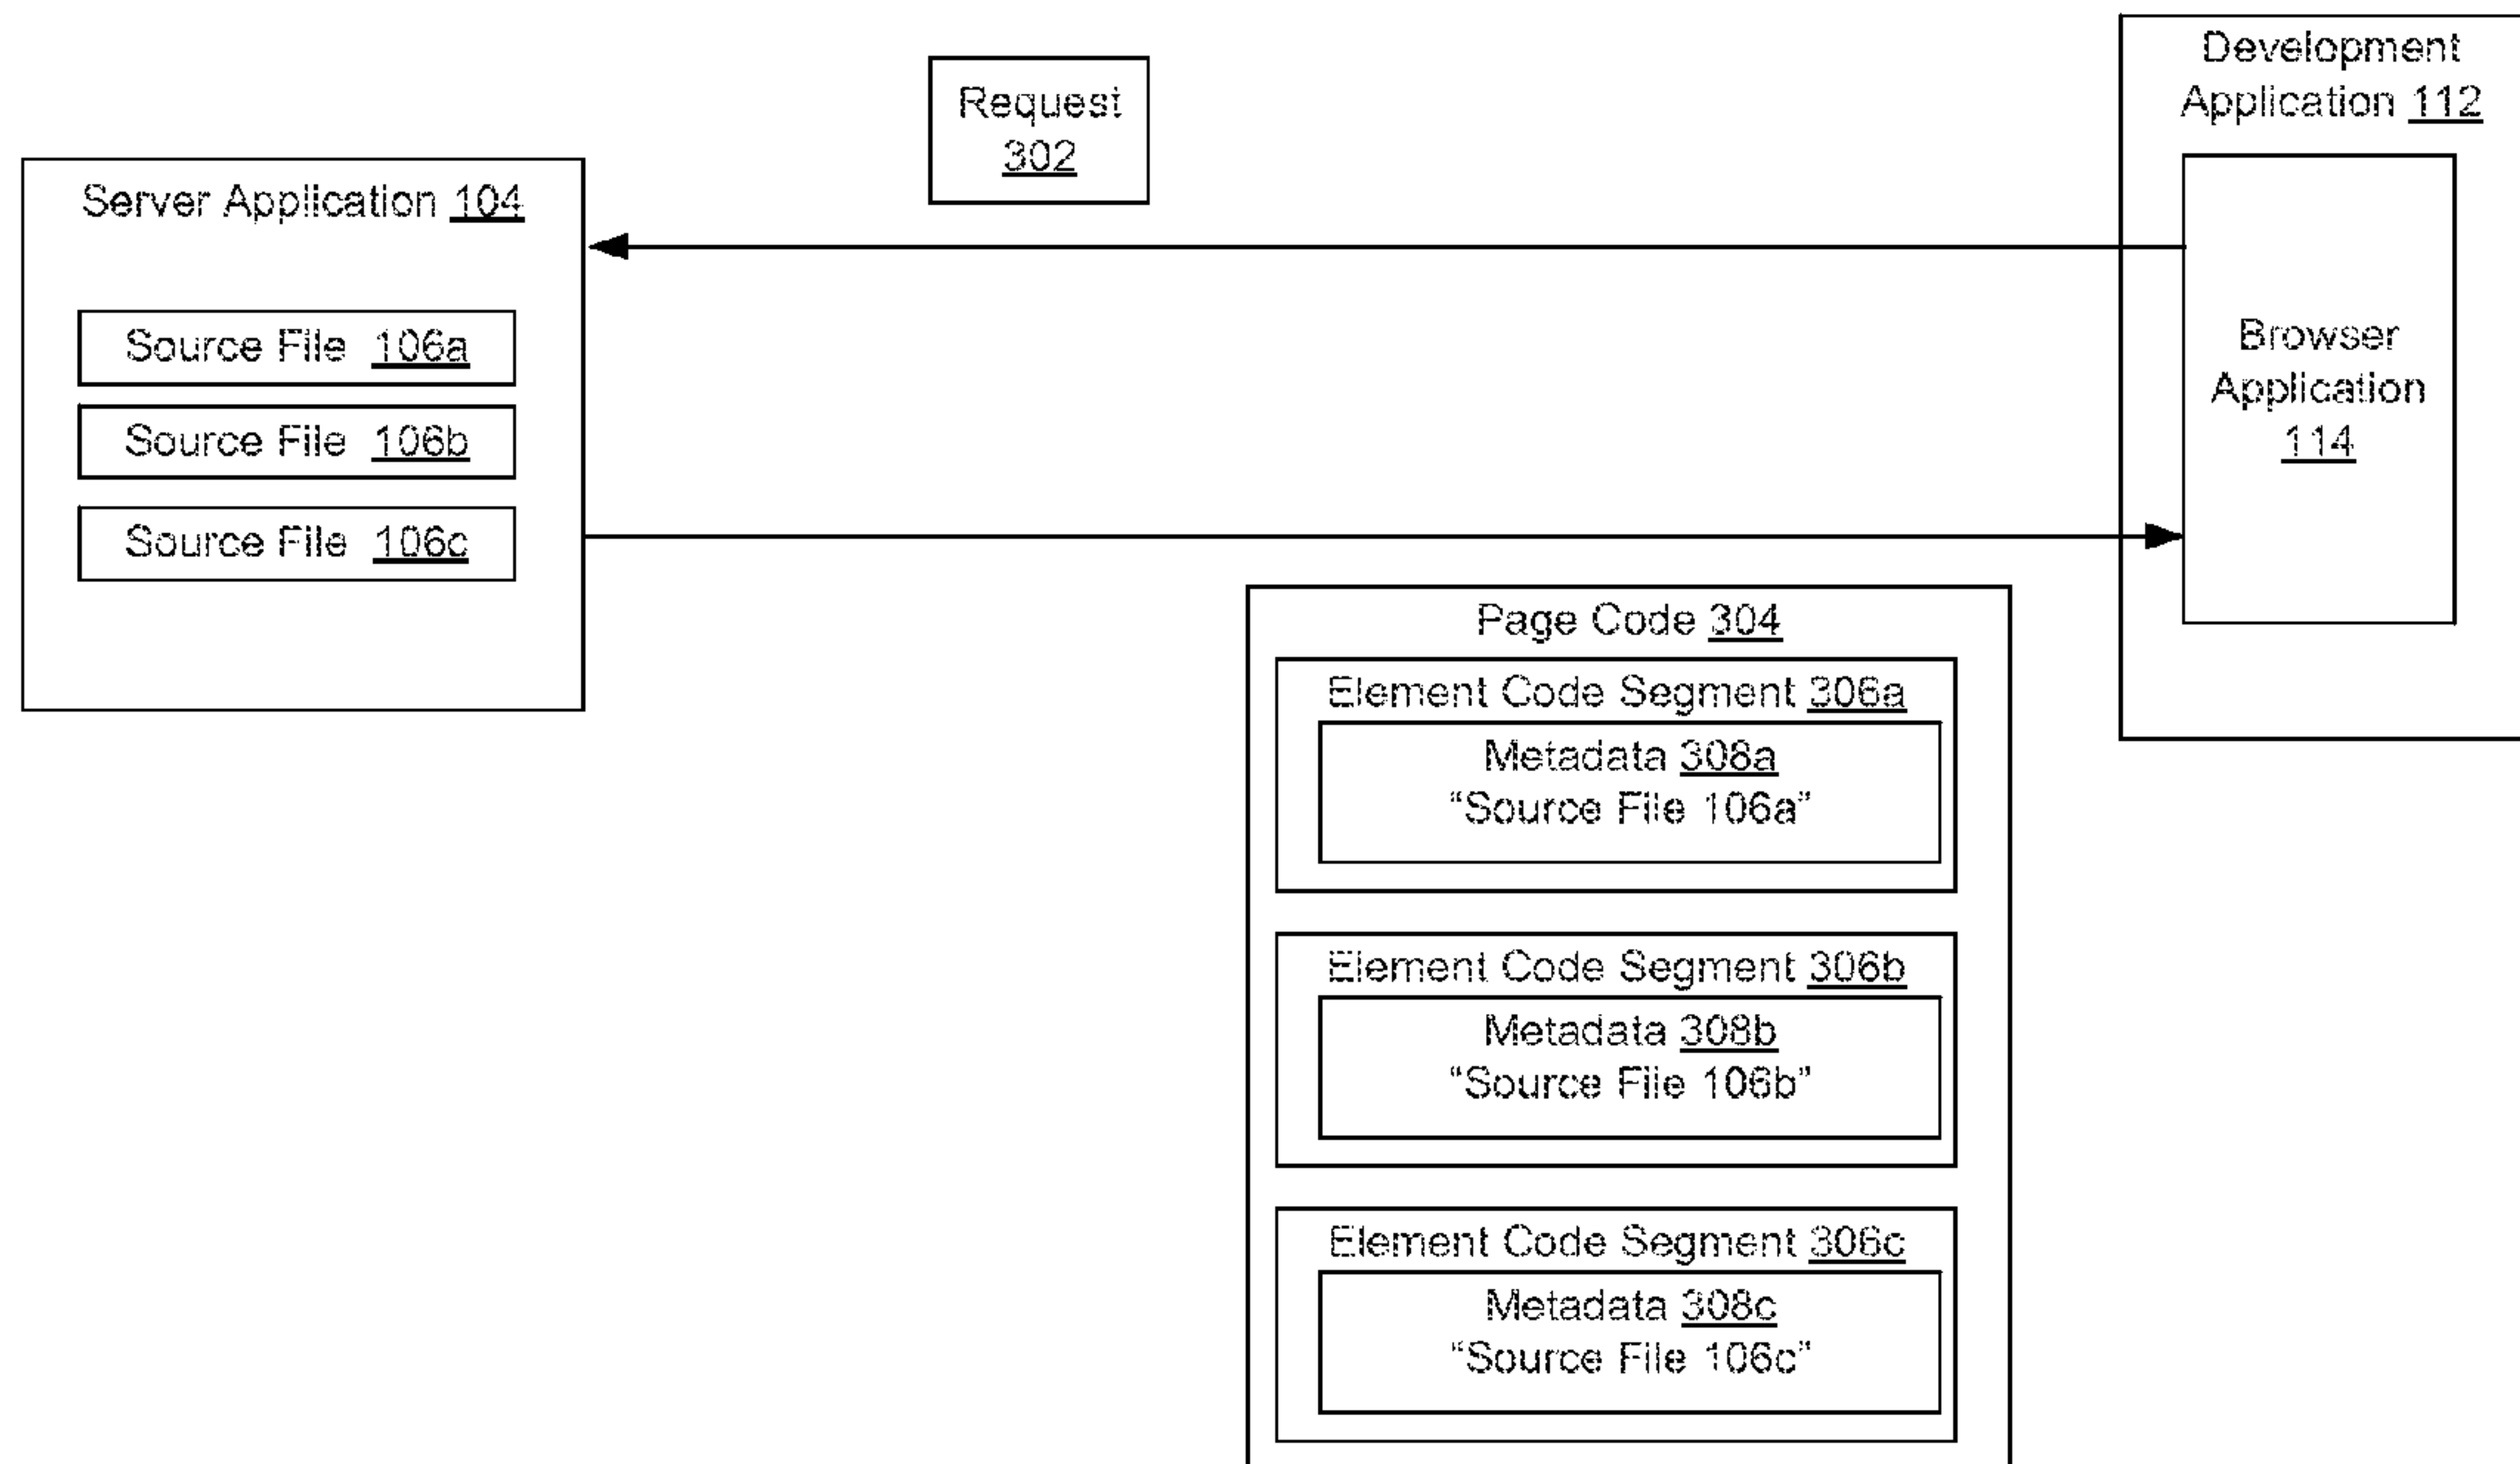 Development
Application 112
Request
302
Server Application 104
Source File 106a
Source File 106b
Source File 106c
Browser
Application
114
Page Code 304
Element Code Segment 306a
Metadata 308a
“Source File 106a”
Element Code Segment 306b
Metadata 308b
“Source File 106b”
Element Code Segment 306c
Metadata 308c
“Source File 106c”